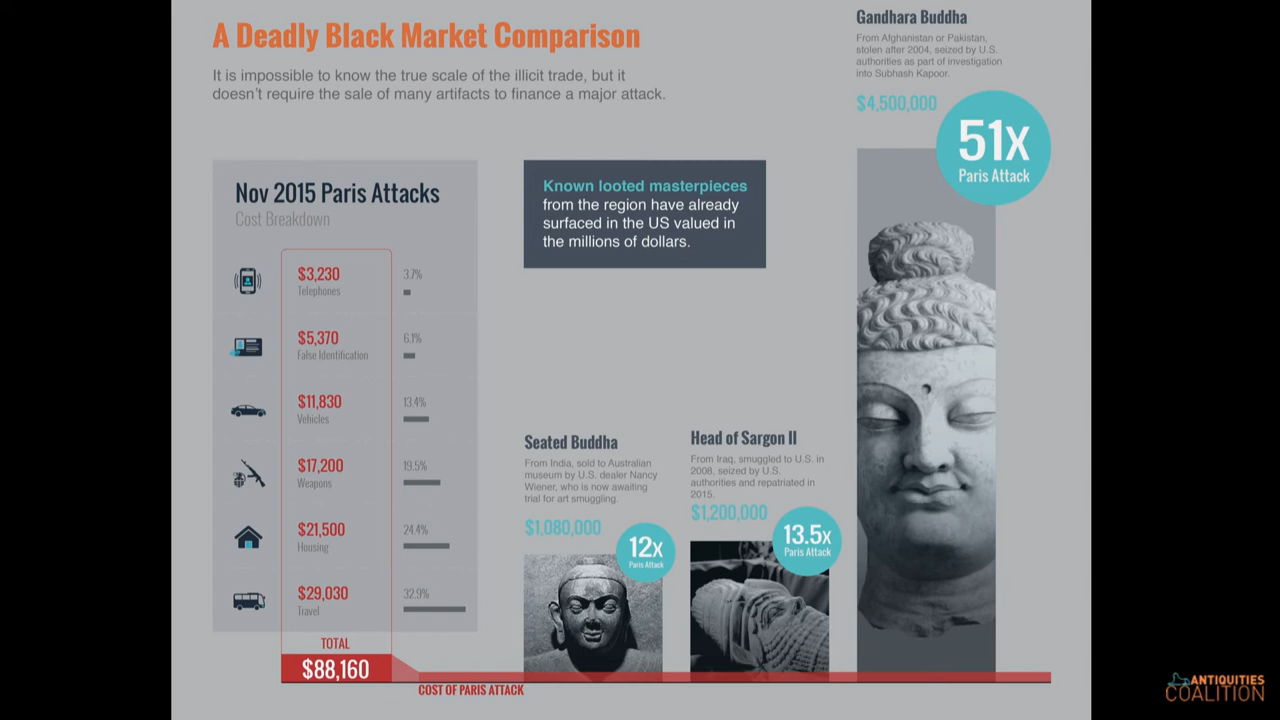 A Deadly Black Market Comparison
It is impossible to know the true scale of the illicit trade, but it
doesn't require the sale of many artifacts to finance a major attack.
Nov 2015 Paris Attacks
Cost Breakdown
$3,230
Telephones
3.7%
$5,370
False Identification
6.1%
$11,830
Vehicles
13.4%
$17,200
Weapons
19.5%
$21,500
Housing
24.4%
$29,030
Travel
32.9%
TOTAL
$88,160
COST OF PARIS ATTACK
Known looted masterpieces
from the region have already
surfaced in the US valued in
the millions of dollars.
Seated Buddha
From India, sold to Australian
museum by U.S. dealer Nancy
Wiener, who is now awaiting
trial for art smuggling.
$1,080,000
12x
Paris Attack
Head of Sargon II
From Iraq, smuggled to U.S. in
2008, seized by U.S.
authorities and repatriated in
2015.
$1,200,000
13.5x
Paris Attack
Gandhara Buddha
From Afghanistan or Pakistan,
stolen after 2004, seized by U.S.
authorities as part of investigation
into Subhash Kapoor.
$4,500,000
51x
Paris Attack
ANTIQUITIES
COALITION